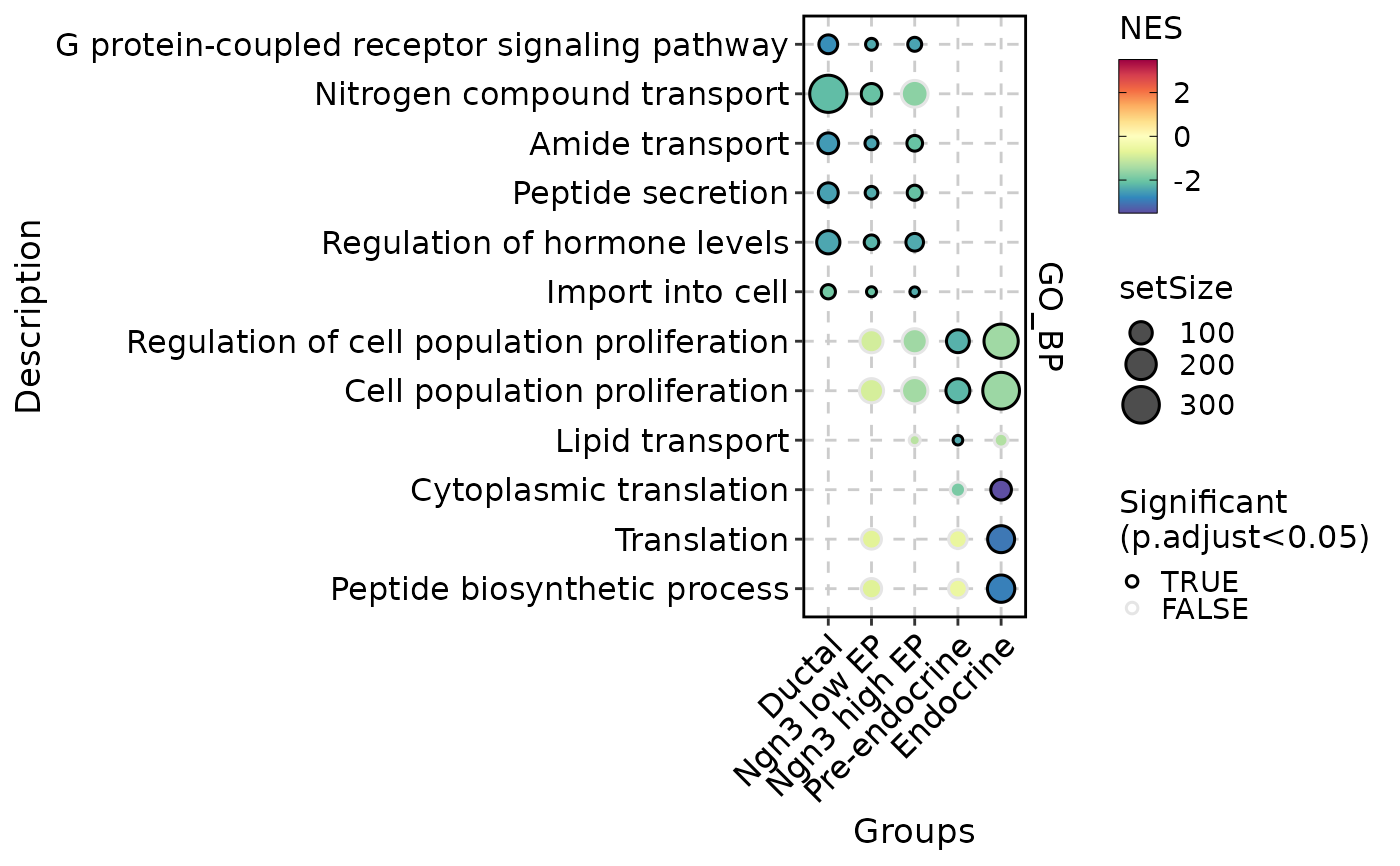 G protein-coupled receptor signaling pathway
Nitrogen compound transport
Amide transport
Peptide secretion
Regulation of hormone levels
Import into cell
Regulation of cell population proliferation
Cell population proliferation
Lipid transport
Cytoplasmic translation
Translation
Peptide biosynthetic process
Description
GO_BP
Ductal
Ngn3 low EP
Ngn3 high EP
Pre-endocrine
Endocrine
Groups
NES
2
0
-2
setSize
100
200
300
Significant
(p.adjust<0.05)
TRUE
FALSE